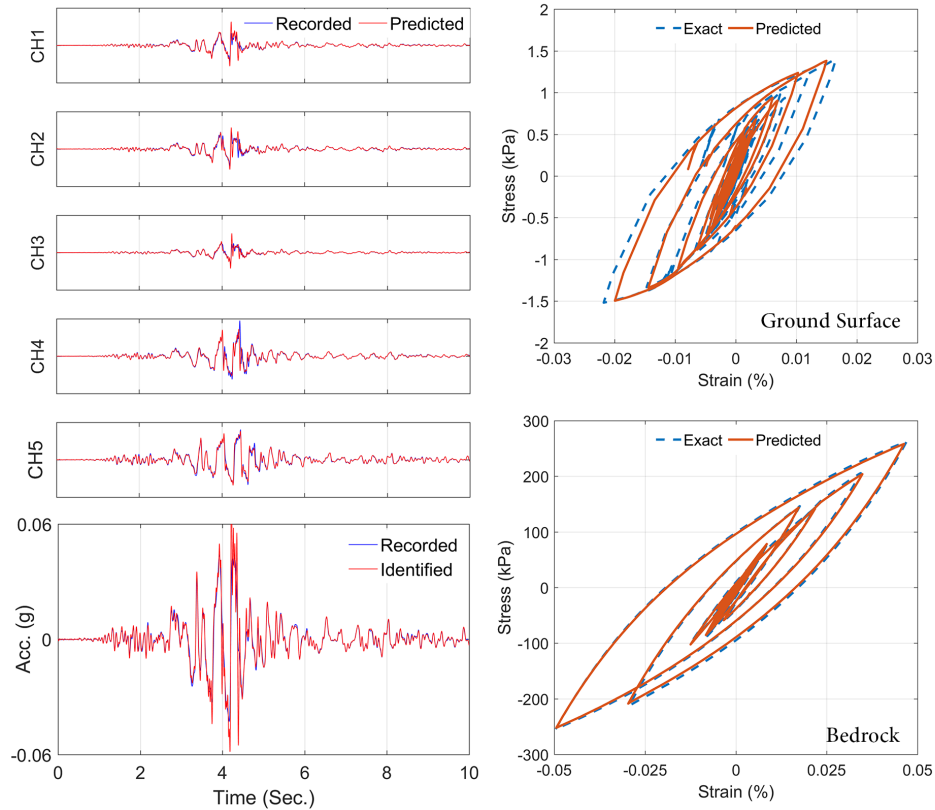 CH1
Recorded Predicted
CH2
CH3
CH4
CH5
Acc. (g)
0.06
0
-0.06
Recorded
Identified
0 2 4 6 8 10
Time (Sec.)
Stress (kPa)
2
1.5
1
0.5
0
-0.5
-1
-1.5
-2
Exact Predicted
Ground Surface
-0.03 -0.02 -0.01 0 0.01 0.02 0.03
Strain (%)
Stress (kPa)
300
200
100
0
-100
-200
-300
Exact Predicted
Bedrock
-0.05 -0.025 0 0.025 0.05
Strain (%)